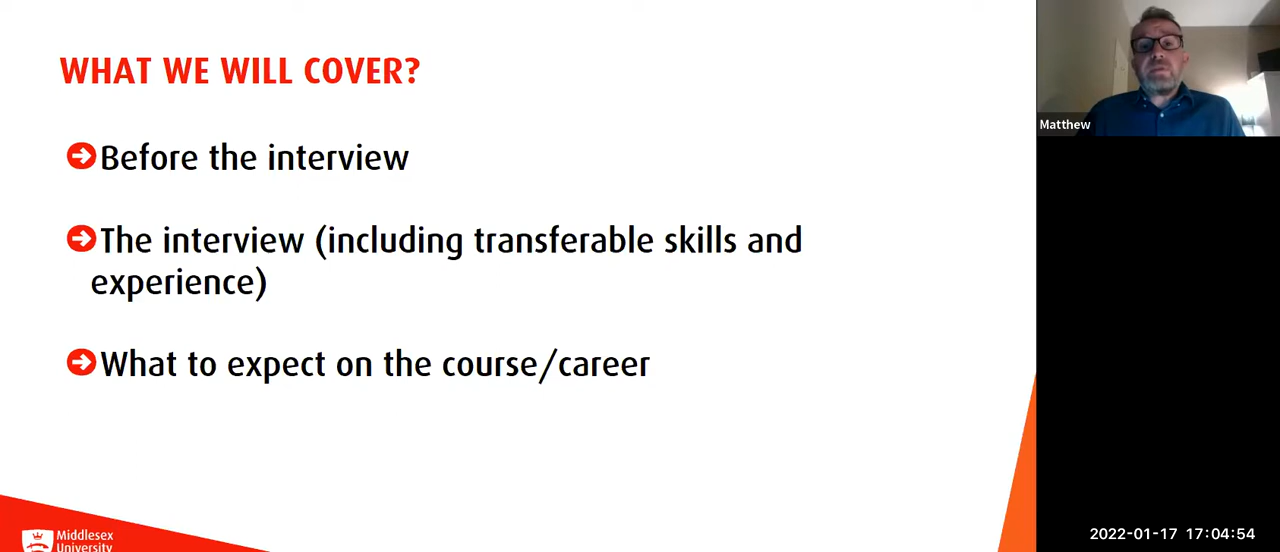 WHAT WE WILL COVER?
Before the interview
The interview (including transferable skills and
experience)
What to expect on the course/career
Middlesex
University
Matthew
2022-01-17 17:04:54